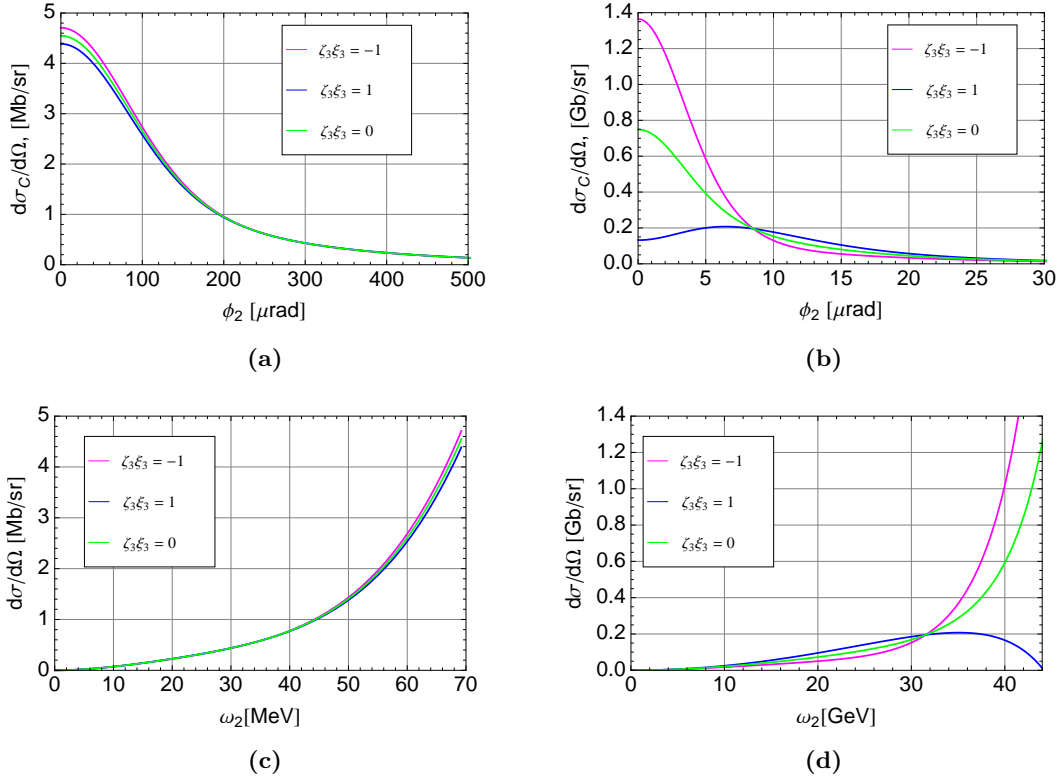 5
4
3
2
1
0
dσ_C/dΩ, [Mb/sr]
ζ₃ξ₃ = −1
ζ₃ξ₃ = 1
ζ₃ξ₃ = 0
0 100 200 300 400 500
ϕ₂ [μrad]
(a)
1.4
1.2
1.0
0.8
0.6
0.4
0.2
0.0
dσ_C/dΩ, [Gb/sr]
ζ₃ξ₃ = −1
ζ₃ξ₃ = 1
ζ₃ξ₃ = 0
0 5 10 15 20 25 30
ϕ₂ [μrad]
(b)
5
4
3
2
1
0
dσ/dΩ [Mb/sr]
ζ₃ξ₃ = −1
ζ₃ξ₃ = 1
ζ₃ξ₃ = 0
0 10 20 30 40 50 60 70
ω₂[MeV]
(c)
1.4
1.2
1.0
0.8
0.6
0.4
0.2
0.0
dσ/dΩ [Gb/sr]
ζ₃ξ₃ = −1
ζ₃ξ₃ = 1
ζ₃ξ₃ = 0
0 10 20 30 40
ω₂[GeV]
(d)